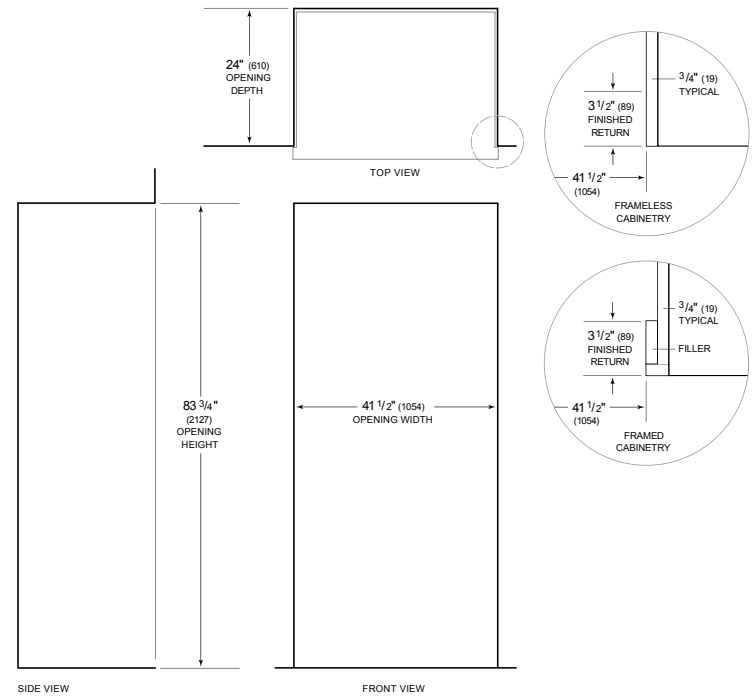 24" (610)
OPENING
DEPTH
TOP VIEW
3/4" (19)
TYPICAL
3 1/2" (89)
FINISHED
RETURN
41 1/2"
(1054)
FRAMELESS
CABINETRY
3/4" (19)
TYPICAL
3 1/2" (89)
FINISHED
RETURN
FILLER
41 1/2"
(1054)
FRAMED
CABINETRY
83 3/4"
(2127)
OPENING
HEIGHT
41 1/2" (1054)
OPENING WIDTH
SIDE VIEW
FRONT VIEW